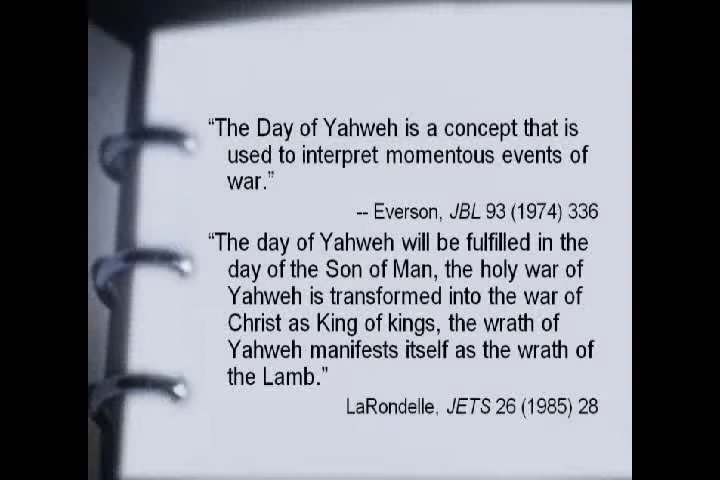 “The Day of Yahweh is a concept that is
used to interpret momentous events of
war.”
-- Everson, JBL 93 (1974) 336
“The day of Yahweh will be fulfilled in the
day of the Son of Man, the holy war of
Yahweh is transformed into the war of
Christ as King of kings, the wrath of
Yahweh manifests itself as the wrath of
the Lamb.”
LaRondelle, JETS 26 (1985) 28